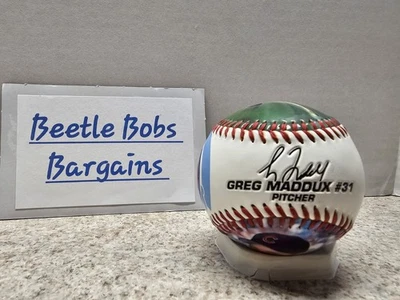 Beetle Bobs
Bargains
GREG MADDUX #31
PITCHER
C